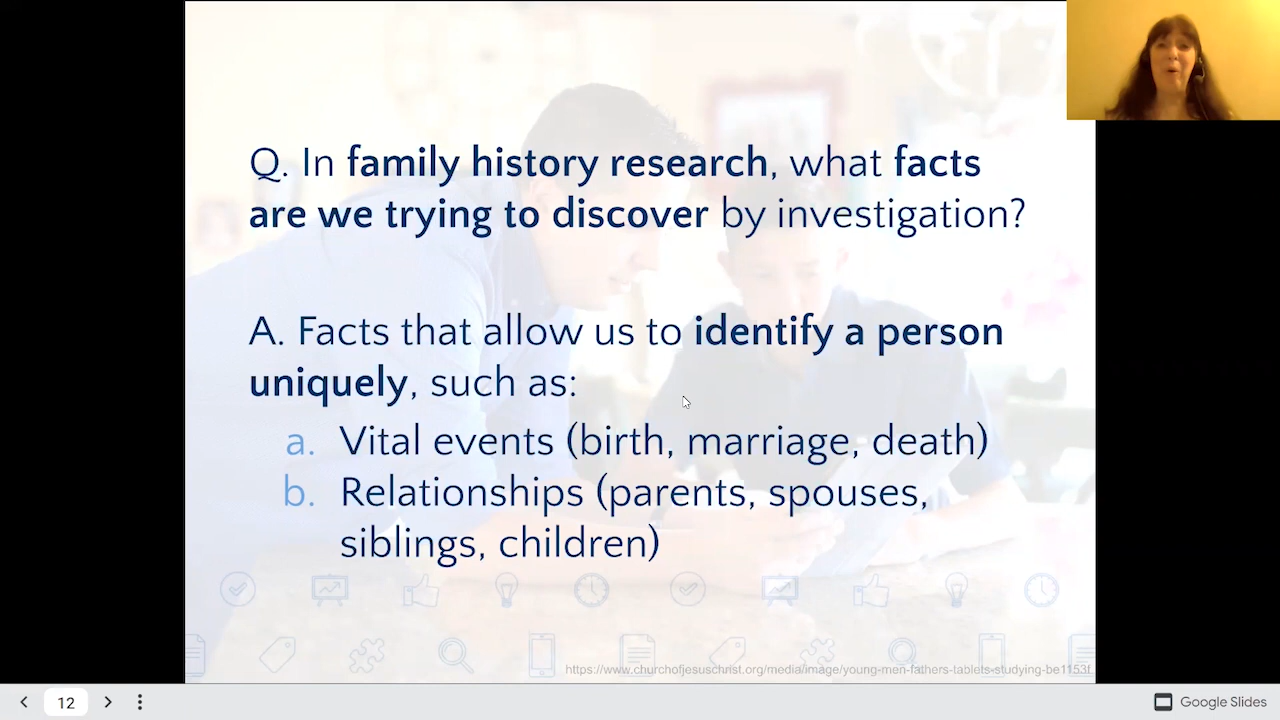 Q. In family history research, what facts
are we trying to discover by investigation?
A. Facts that allow us to identify a person
uniquely, such as:
a. Vital events (birth, marriage, death)
b. Relationships (parents, spouses,
siblings, children)
https://www.churchofjesuschrist.org/media/image/young-men-fathers-tablets-studying-be1153f
12
Google Slides